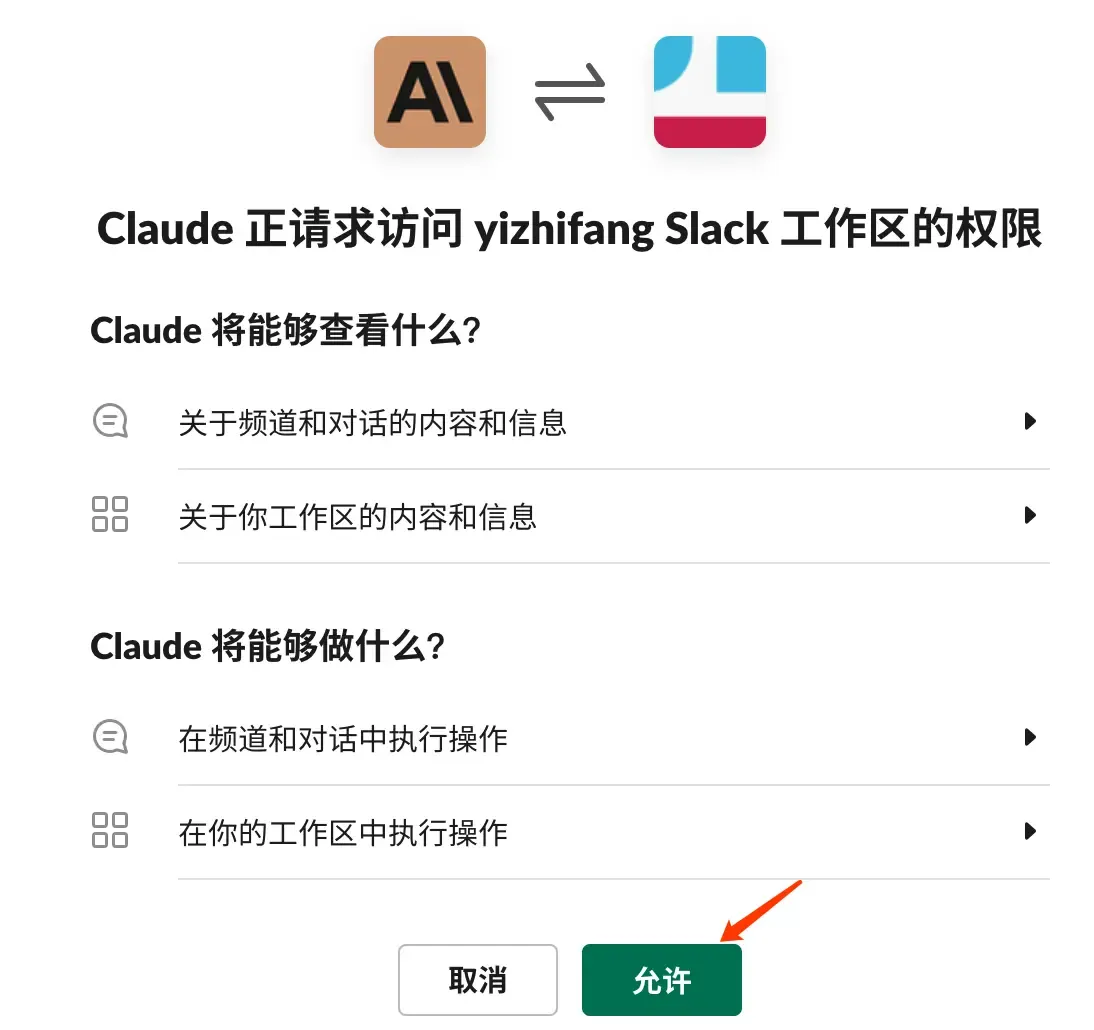 A\
Claude 正请求访问 yizhifang Slack 工作区的权限
Claude 将能够查看什么?
关于频道和对话的内容和信息
关于你工作区的内容和信息
Claude 将能够做什么?
在频道和对话中执行操作
在你的工作区中执行操作
取消
允许